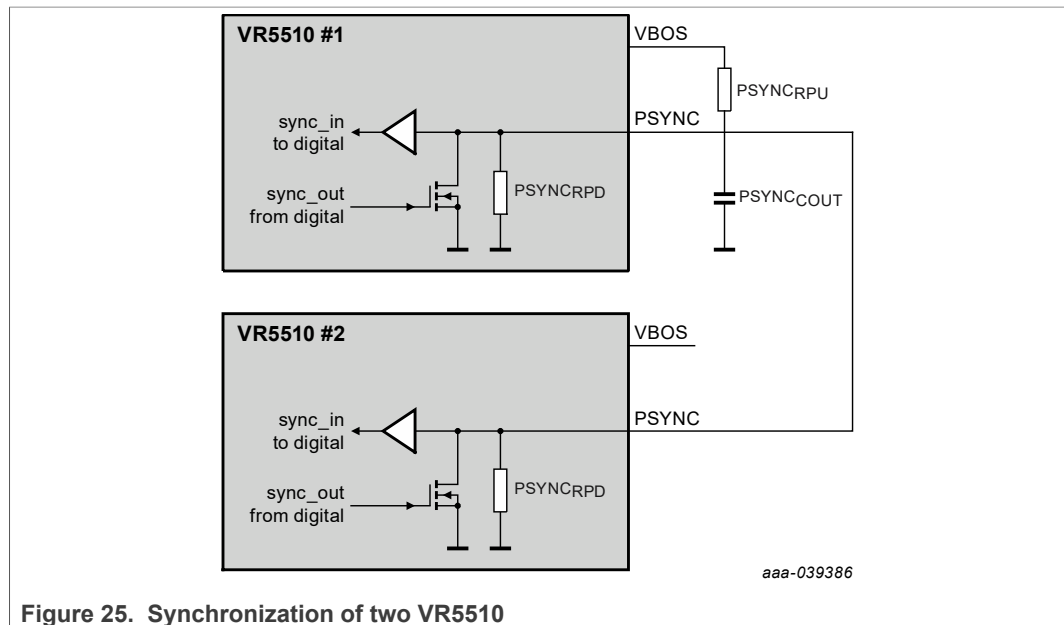 VR5510 #1
VBOS
PSYNCRPU
PSYNC
sync_in
to digital
PSYNCRPD
PSYNCCOUT
sync_out
from digital
VR5510 #2
VBOS
PSYNC
sync_in
to digital
PSYNCRPD
sync_out
from digital
aaa-039386
Figure 25. Synchronization of two VR5510